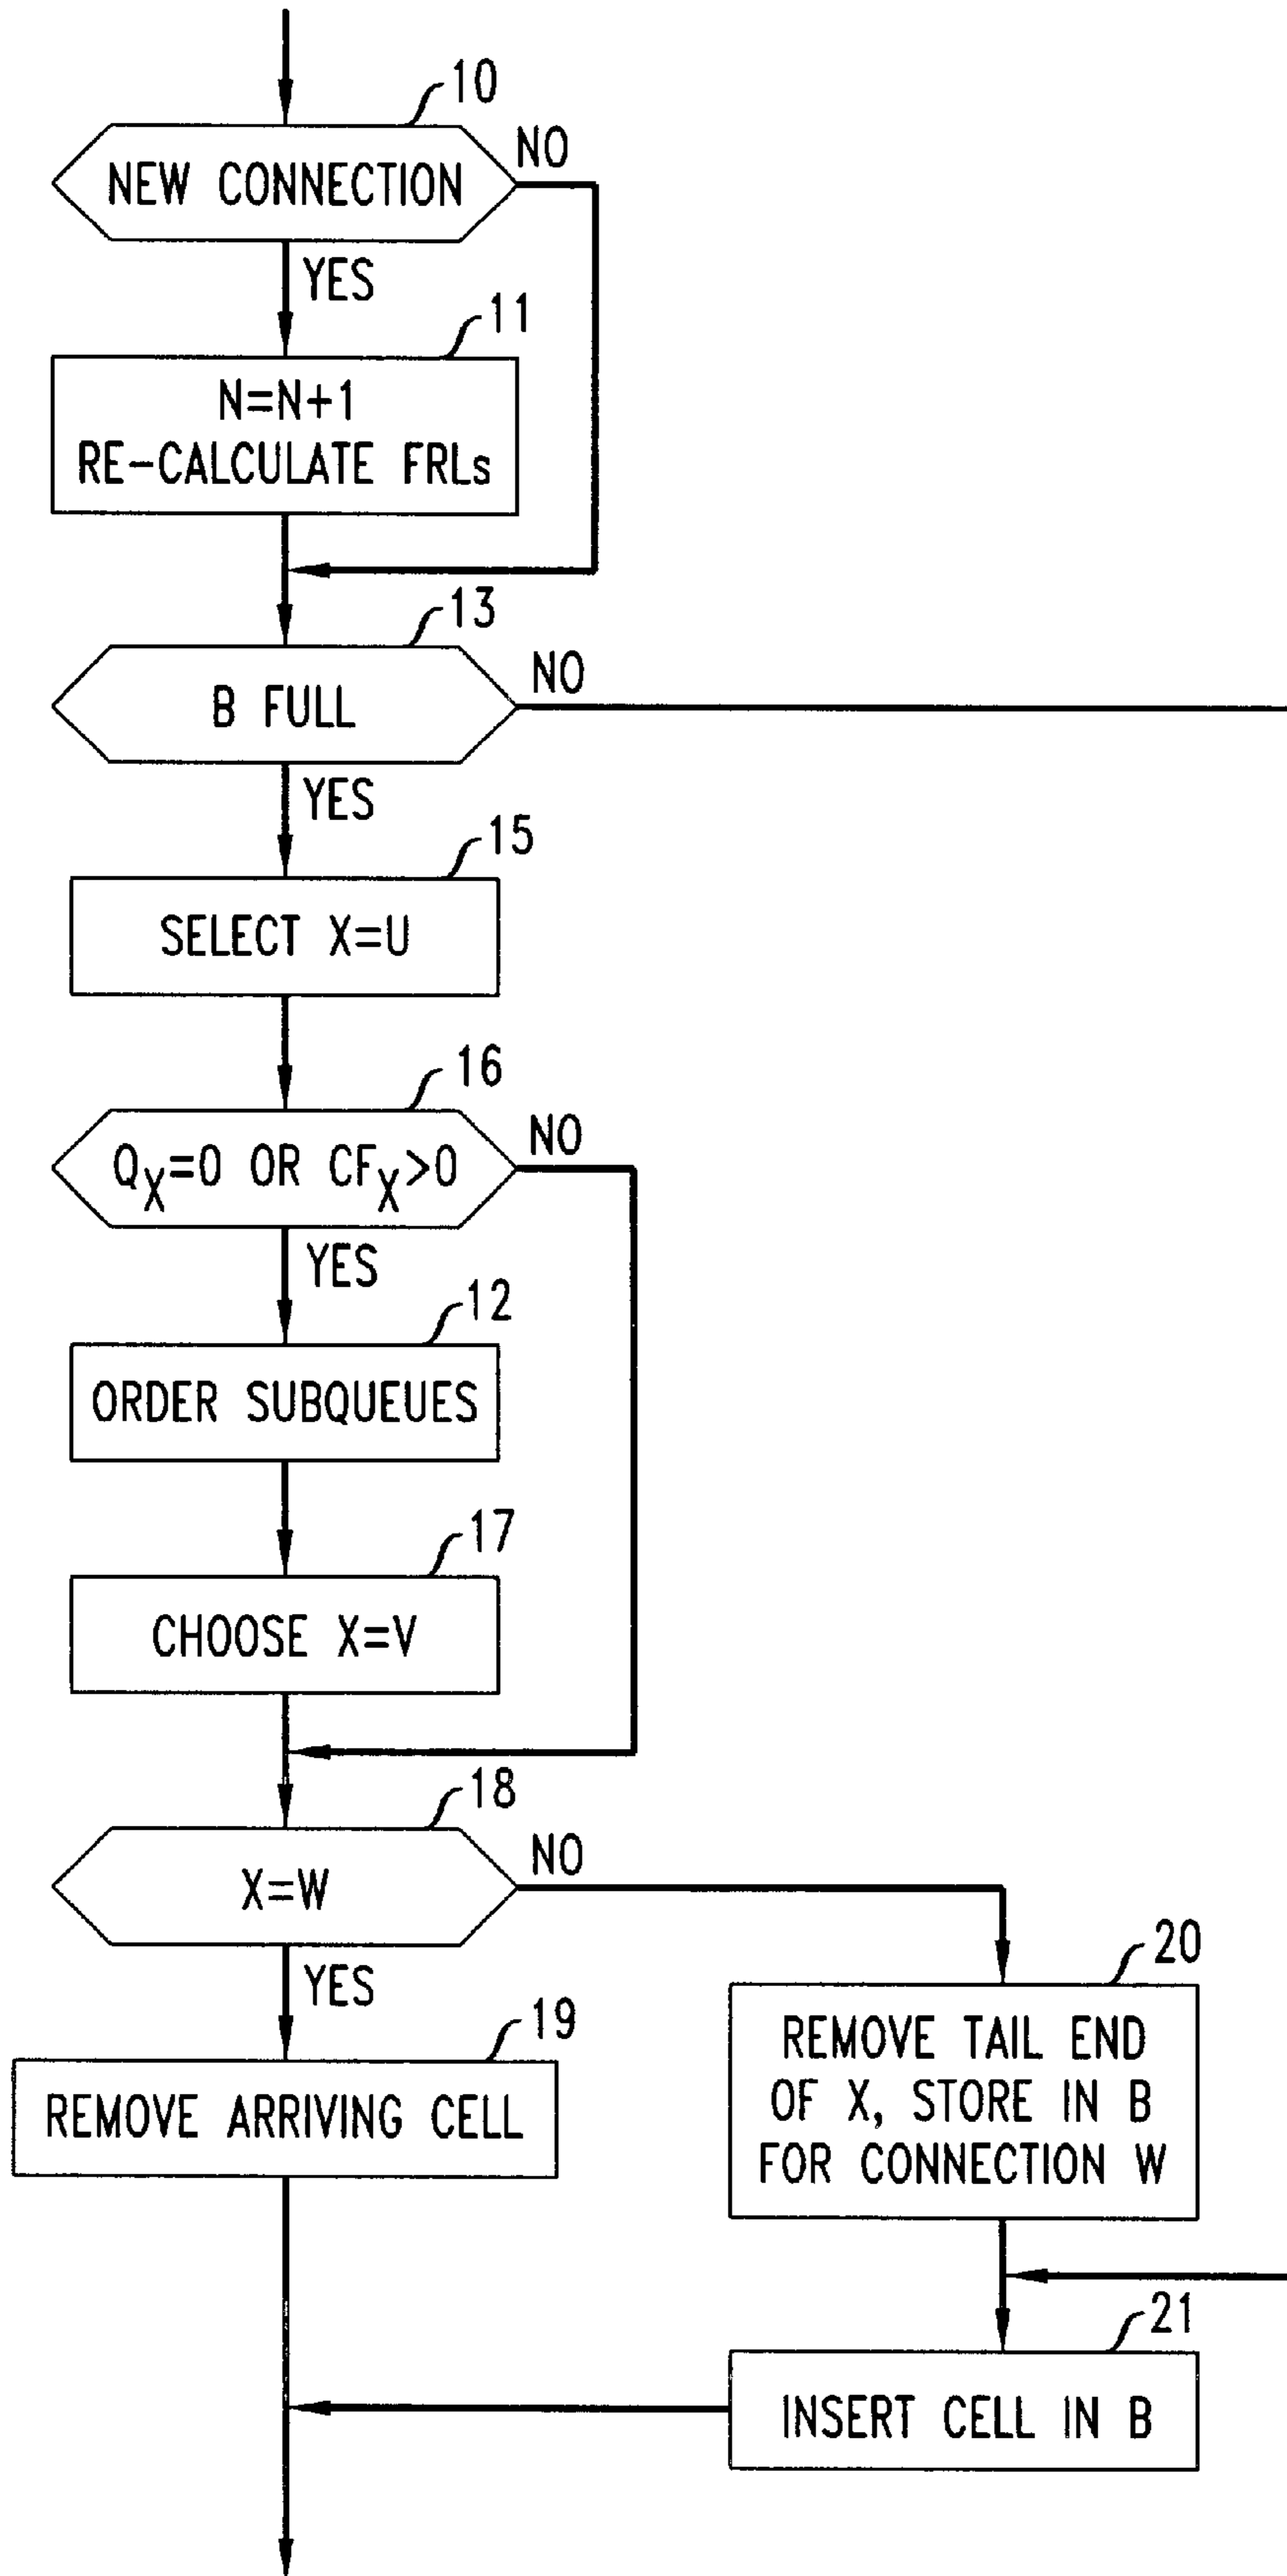 10
NEW CONNECTION
NO
YES
11
N=N+1
RE-CALCULATE FRLs
13
B FULL
NO
YES
15
SELECT X=U
16
QX=0 OR CFX>0
NO
YES
12
ORDER SUBQUEUES
17
CHOOSE X=V
18
X=W
NO
YES
19
REMOVE ARRIVING CELL
20
REMOVE TAIL END
OF X, STORE IN B
FOR CONNECTION W
21
INSERT CELL IN B